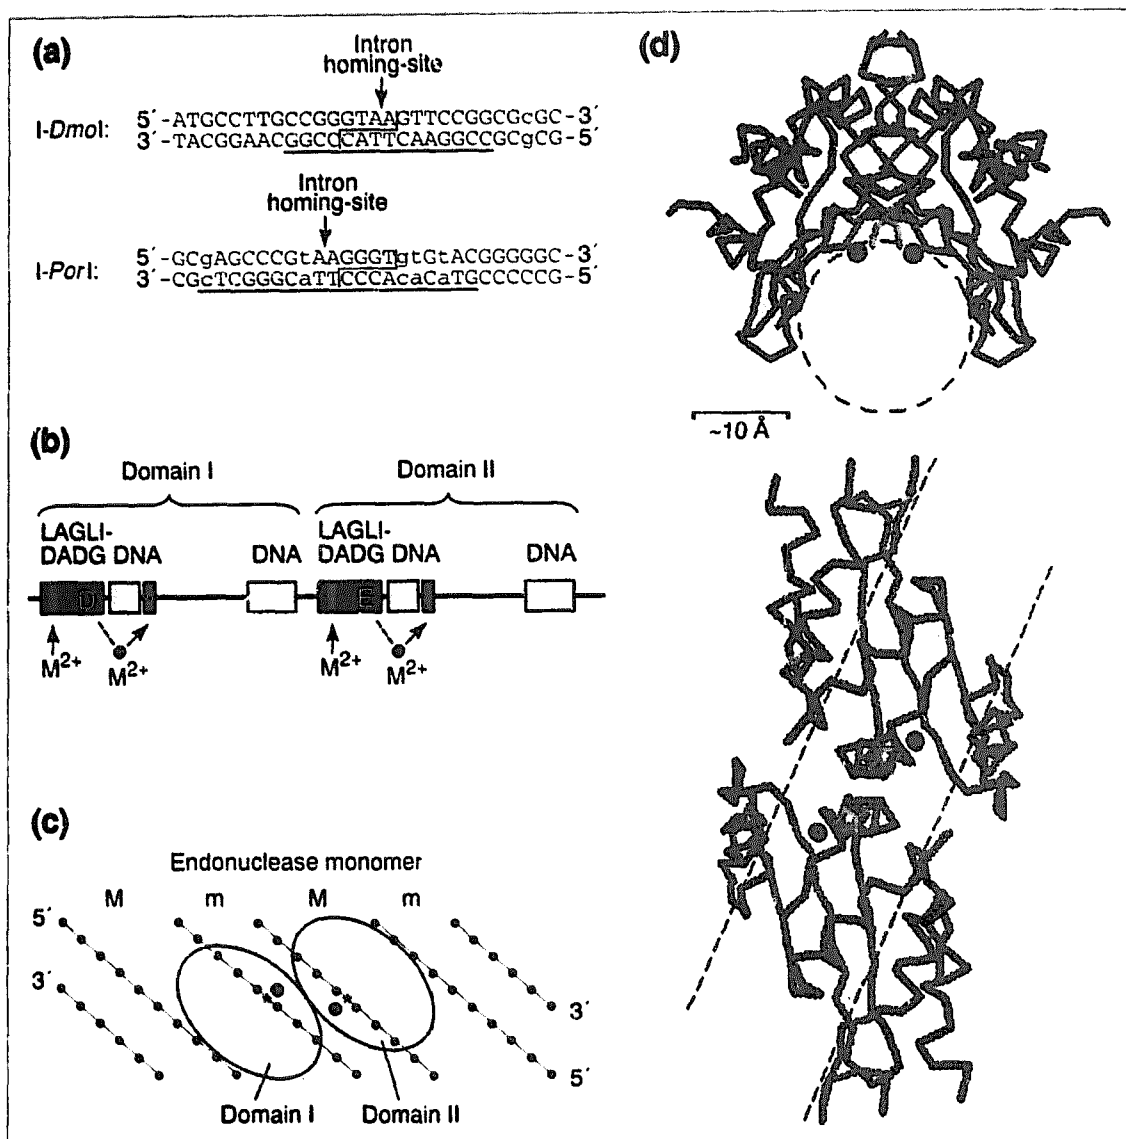 (a)
Intron
homing-site
I-DmoI: 5´-ATGCCTTGCCGGGTAAGTTCCGGCGcGC-3´
3´-TACGGAACGGCCCATTCAAGGCCGCgCG-5´
Intron
homing-site
I-PorI: 5´-GCgAGCCCGtAAGGGTgtGtACGGGGGC-3´
3´-CGcTCGGGCaTTCCCAcaCaTGCCCCCG-5´
(b)
Domain I Domain II
LAGLI- LAGLI-
DADG DNA DNA DADG DNA DNA
D E
M2+ M2+ M2+ M2+
(c)
Endonuclease monomer
M m M m
5´
3´
3´
5´
Domain I Domain II
(d)
~10 Å